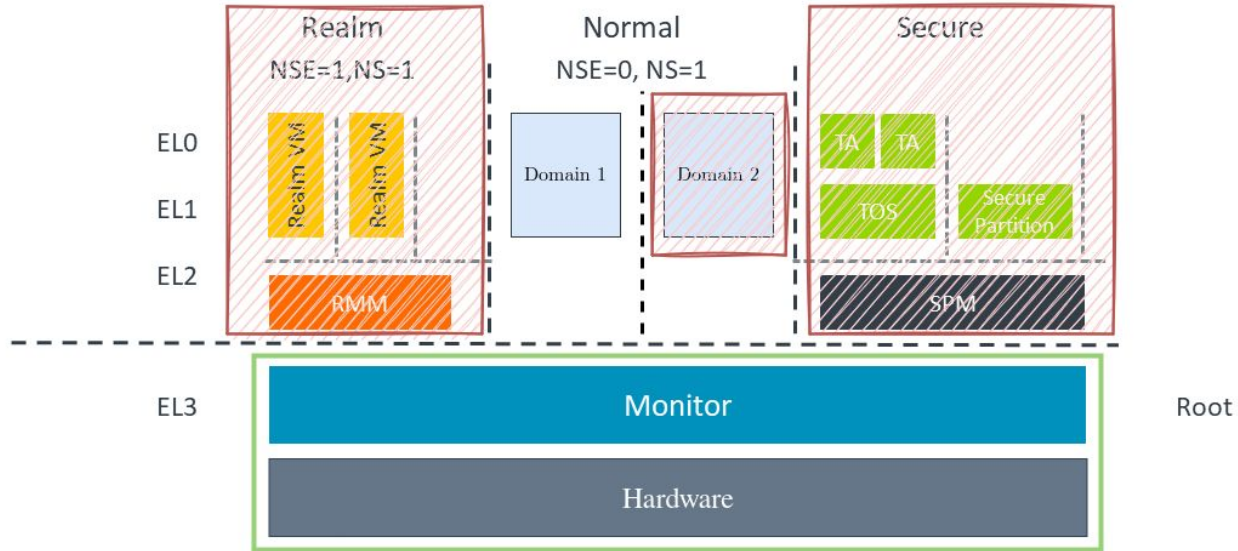 Realm
Normal
Secure
NSE=1,NS=1
NSE=0, NS=1
EL0
EL1
EL2
Realm VM
Realm VM
Domain 1
Domain 2
TA
TA
TOS
Secure
Partition
RMM
SPM
EL3
Monitor
Root
Hardware